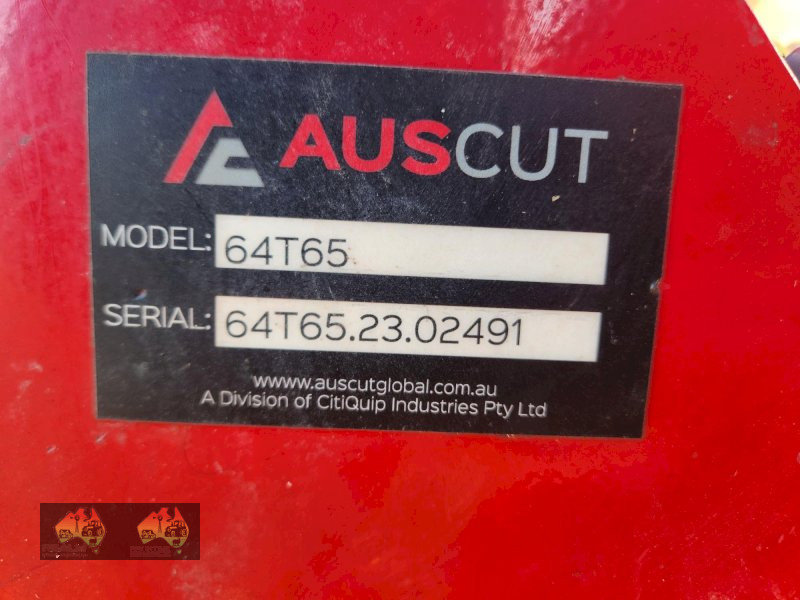 AUSCUT
MODEL: 64T65
SERIAL: 64T65.23.02491
www.auscutglobal.com.au
A Division of CitiQuip Industries Pty Ltd